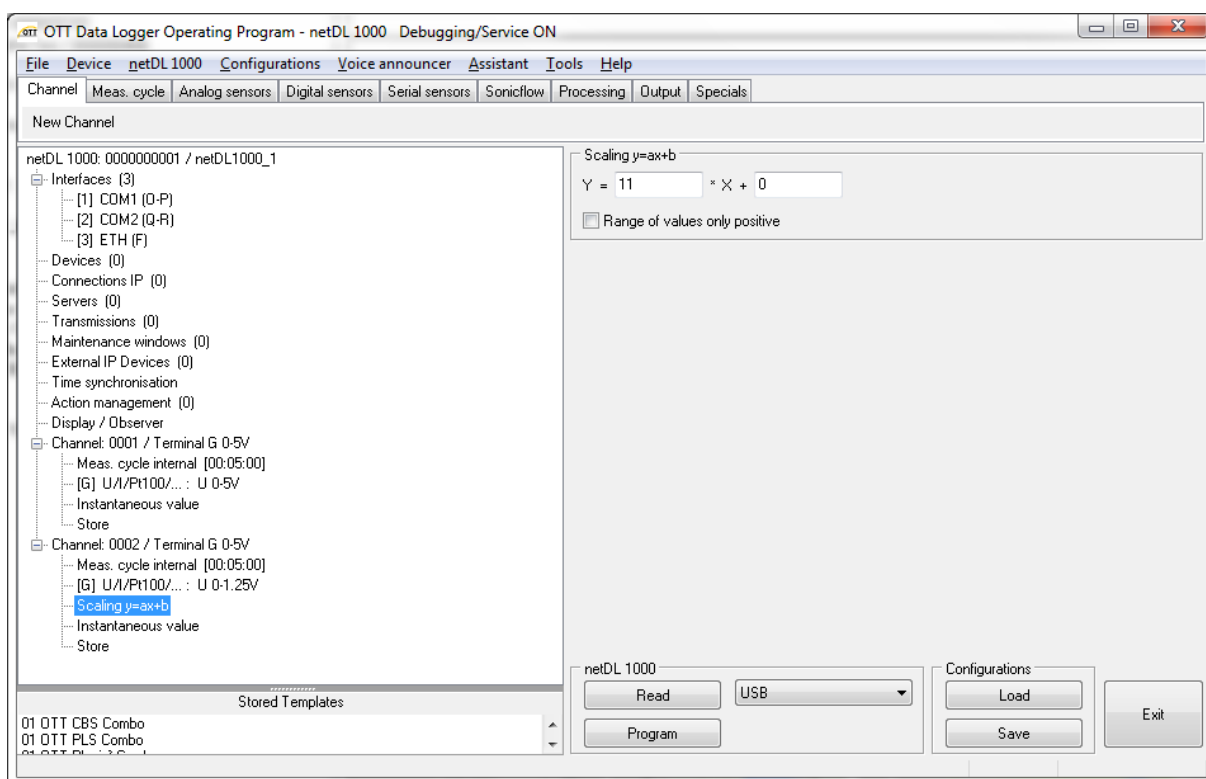 OTT OTT Data Logger Operating Program - netDL 1000 Debugging/Service ON
File Device netDL 1000 Configurations Voice announcer Assistant Tools Help
Channel Meas. cycle Analog sensors Digital sensors Serial sensors Sonicflow Processing Output Specials
New Channel
netDL 1000: 0000000001 / netDL1000_1
Interfaces (3)
[1] COM1 (O-P)
[2] COM2 (Q-R)
[3] ETH (F)
Devices (0)
Connections IP (0)
Servers (0)
Transmissions (0)
Maintenance windows (0)
External IP Devices (0)
Time synchronisation
Action management (0)
Display / Observer
Channel: 0001 / Terminal G 0-5V
Meas. cycle internal [00:05:00]
[G] U/I/Pt100/... : U 0-5V
Instantaneous value
Store
Channel: 0002 / Terminal G 0-5V
Meas. cycle internal [00:05:00]
[G] U/I/Pt100/... : U 0-1.25V
Scaling y=ax+b
Instantaneous value
Store
Stored Templates
01 OTT CBS Combo
01 OTT PLS Combo
Scaling y=ax+b
Y = 11 * X + 0
Range of values only positive
netDL 1000
Read USB
Program
Configurations
Load
Save
Exit